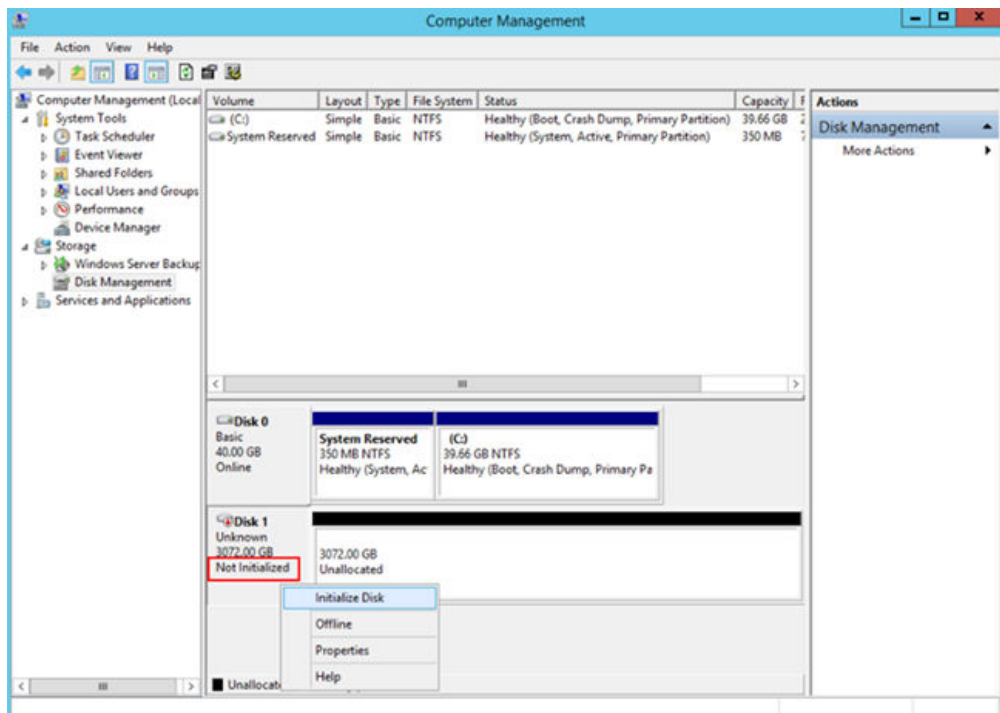 Computer Management
File Action View Help
Computer Management (Local
System Tools
Task Scheduler
Event Viewer
Shared Folders
Local Users and Groups
Performance
Device Manager
Storage
Windows Server Backup
Disk Management
Services and Applications
Volume Layout Type File System Status Capacity F
(C:) Simple Basic NTFS Healthy (Boot, Crash Dump, Primary Partition) 39.66 GB 2
System Reserved Simple Basic NTFS Healthy (System, Active, Primary Partition) 350 MB 7
Actions
Disk Management
More Actions
Disk 0
Basic
40.00 GB
Online
System Reserved
350 MB NTFS
Healthy (System, Ac
(C:)
39.66 GB NTFS
Healthy (Boot, Crash Dump, Primary Pa
Disk 1
Unknown
3072.00 GB
Not Initialized
3072.00 GB
Unallocated
Initialize Disk
Offline
Properties
Help
Unallocat